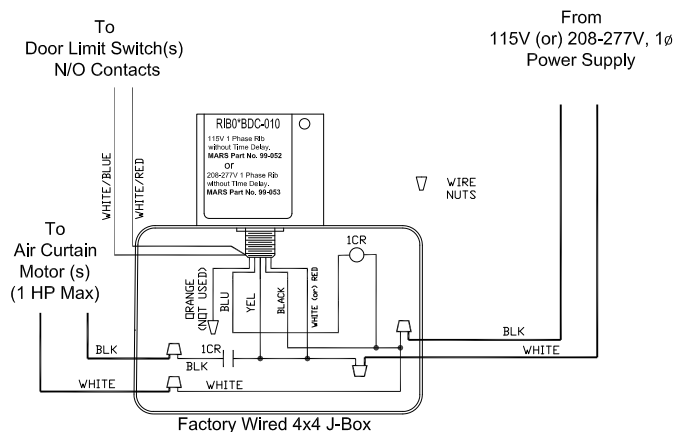 To
Door Limit Switch(s)
N/O Contacts
From
115V (or) 208-277V, 1ø
Power Supply
RIB0*BDC-010
115V 1 Phase Rib
without Time Delay.
MARS Part No. 99-052
or
208-277V 1 Phase Rib
without Time Delay.
MARS Part No. 99-053
WHITE/BLUE
WHITE/RED
WIRE
NUTS
To
Air Curtain
Motor (s)
(1 HP Max)
1CR
ORANGE
(NOT USED)
BLU
YEL
BLACK
WHITE (or) RED
BLK
WHITE
BLK
1CR
BLK
WHITE
WHITE
Factory Wired 4x4 J-Box